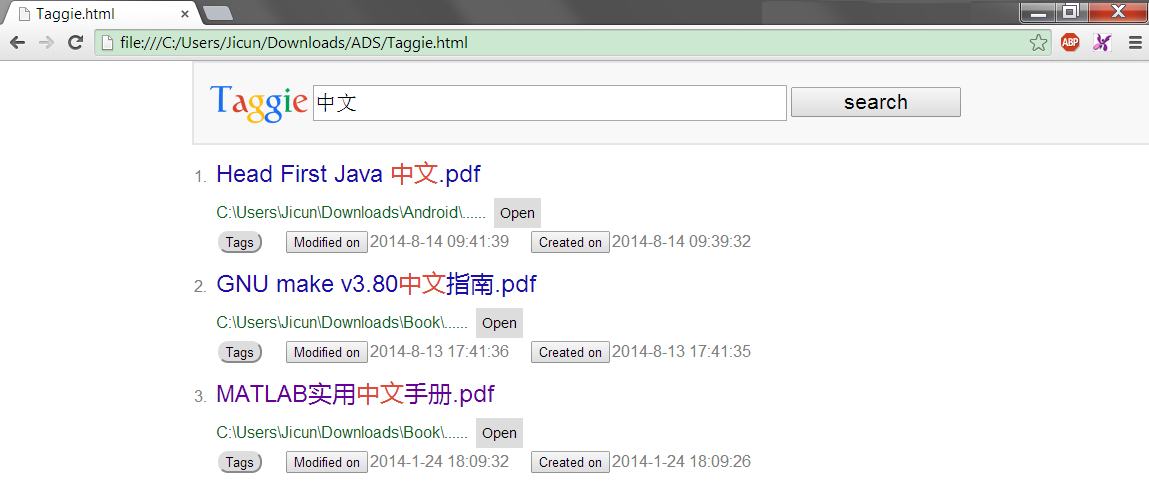 Taggie.html
file:///C:/Users/Jicun/Downloads/ADS/Taggie.html ABP
Taggie 中文 search
1. Head First Java 中文.pdf
C:\Users\Jicun\Downloads\Android\...... Open
Tags Modified on 2014-8-14 09:41:39 Created on 2014-8-14 09:39:32
2. GNU make v3.80中文指南.pdf
C:\Users\Jicun\Downloads\Book\...... Open
Tags Modified on 2014-8-13 17:41:36 Created on 2014-8-13 17:41:35
3. MATLAB实用中文手册.pdf
C:\Users\Jicun\Downloads\Book\...... Open
Tags Modified on 2014-1-24 18:09:32 Created on 2014-1-24 18:09:26